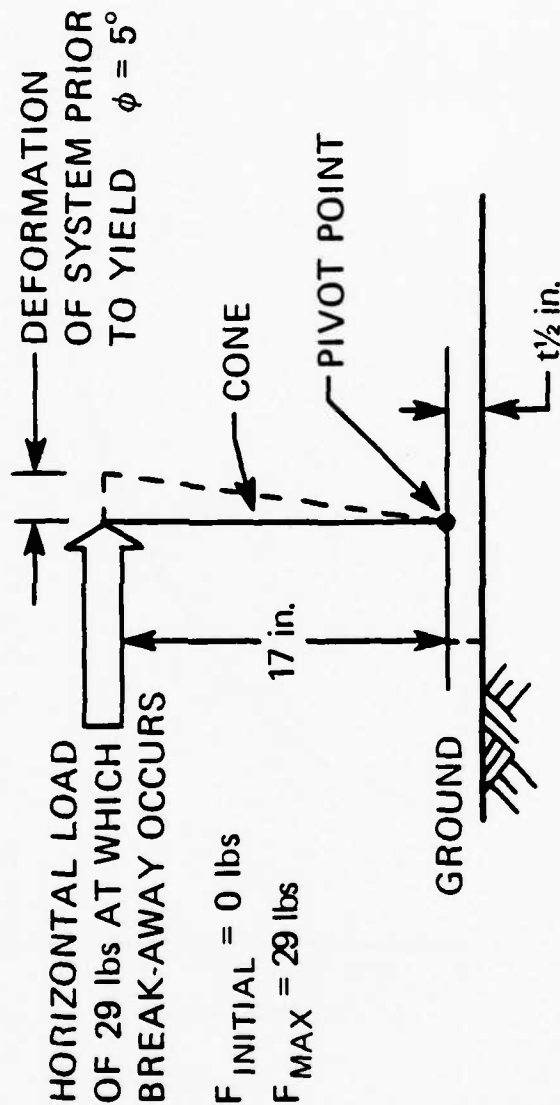 HORIZONTAL LOAD
OF 29 lbs AT WHICH
BREAK-AWAY OCCURS
F INITIAL = 0 lbs
F MAX = 29 lbs
DEFORMATION
OF SYSTEM PRIOR
TO YIELD φ = 5°
CONE
17 in.
PIVOT POINT
GROUND
t½ in.